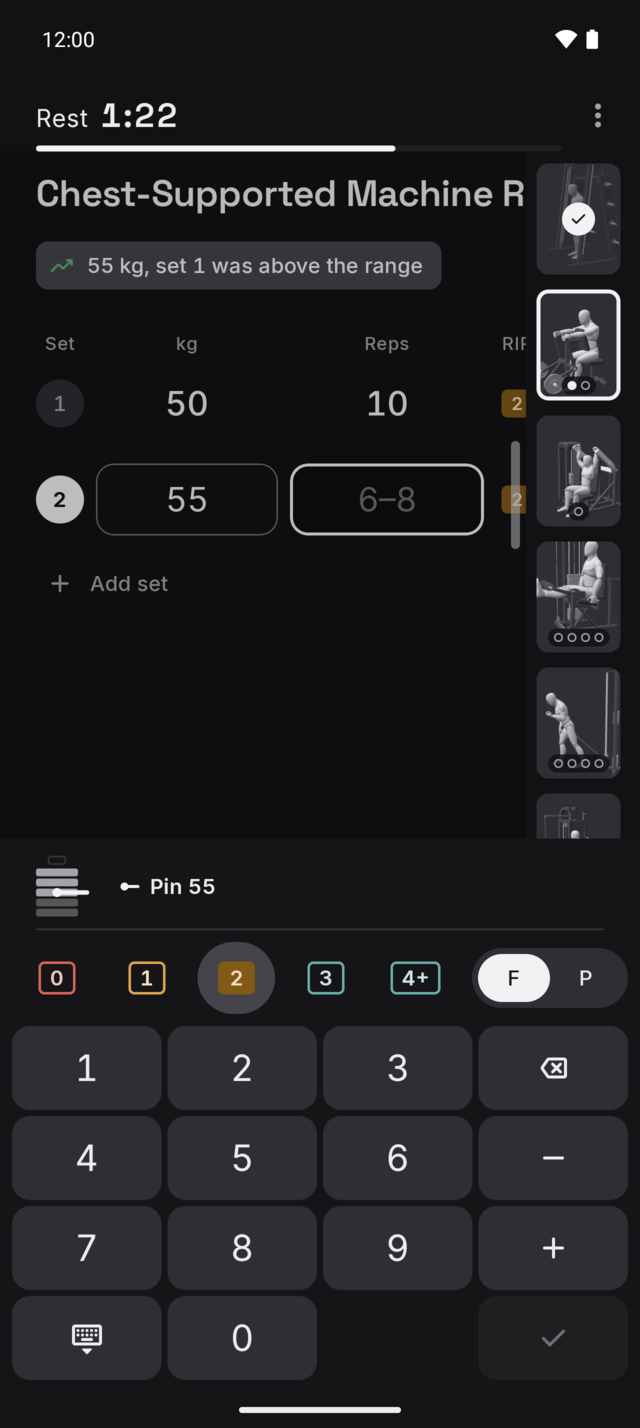 12:00
Rest 1:22
Chest-Supported Machine R
55 kg, set 1 was above the range
Set kg Reps RIF
1 50 10 2
2 55 6–8 2
+ Add set
Pin 55
0 1 2 3 4+ F P
1 2 3
4 5 6 −
7 8 9 +
0